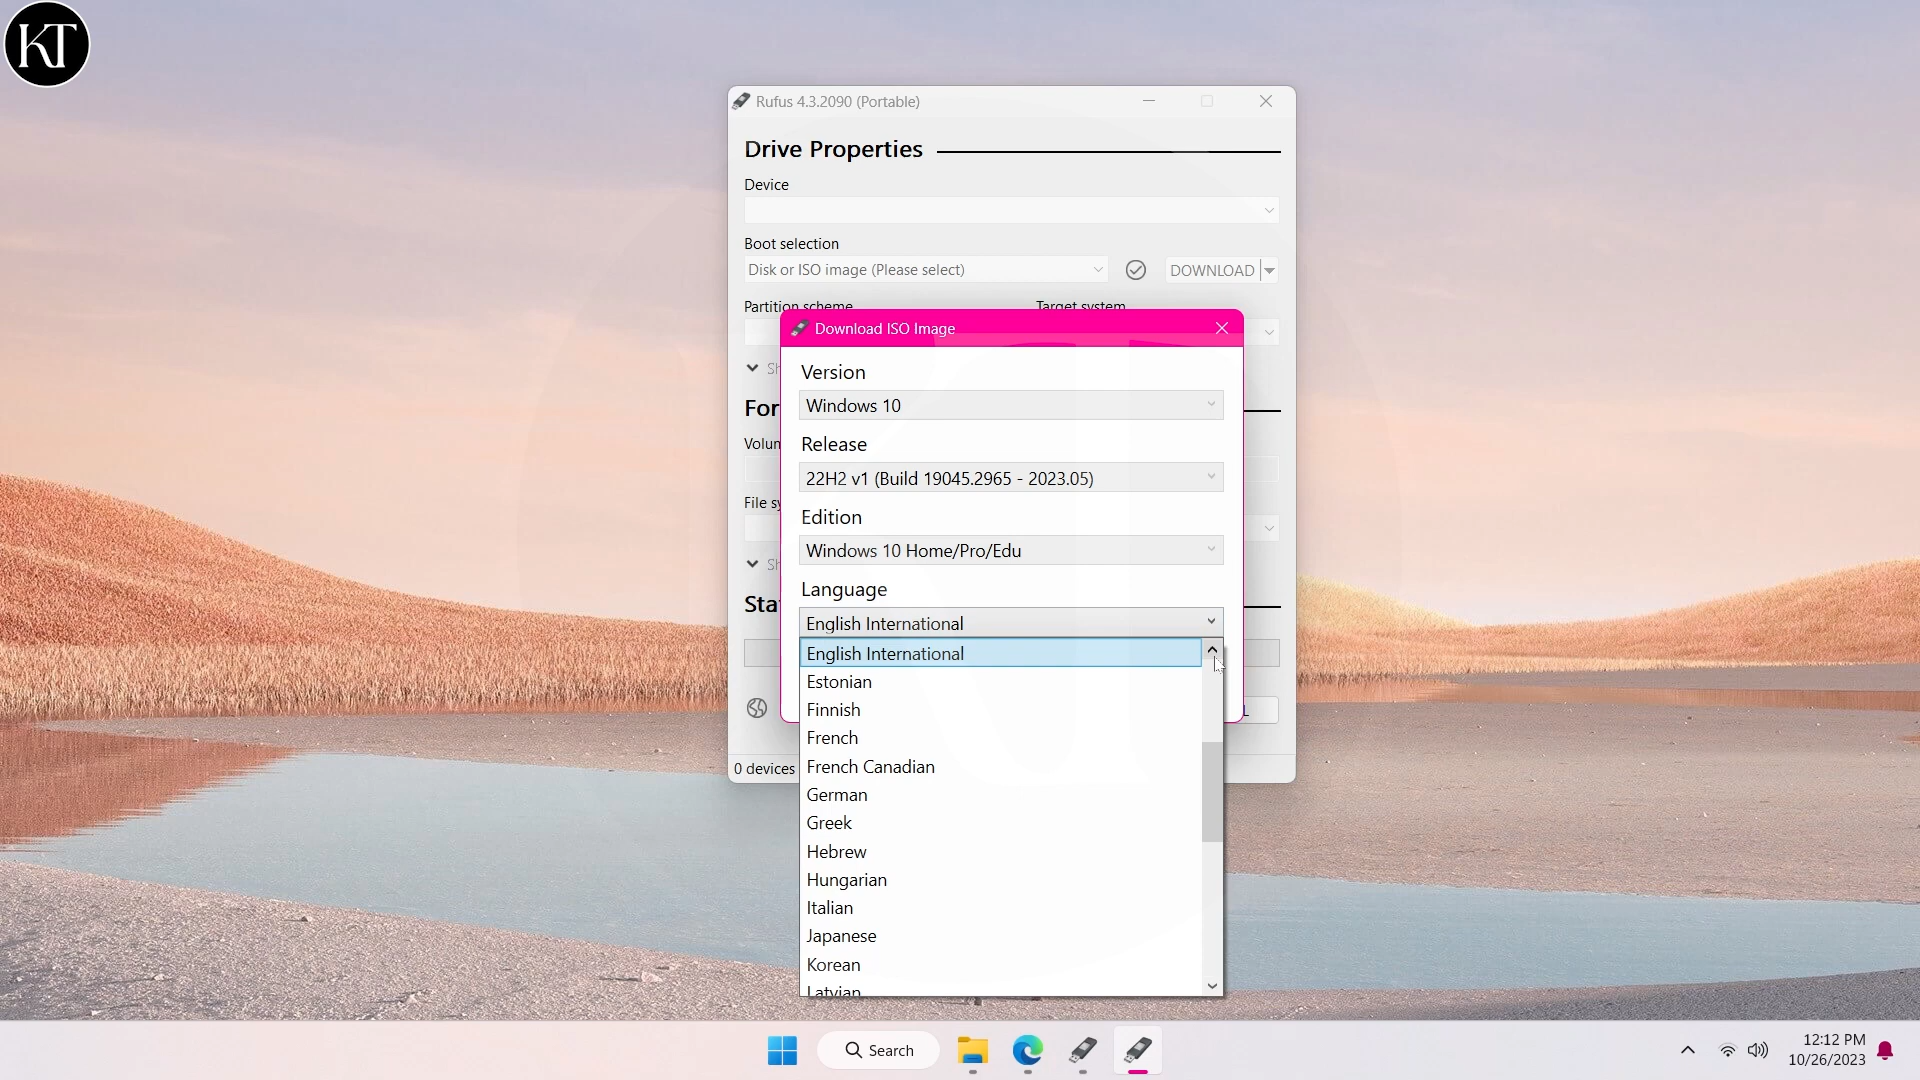 KT
Rufus 4.3.2090 (Portable)
Drive Properties
Device
Boot selection
Disk or ISO image (Please select)
DOWNLOAD
Partition scheme
Target system
Download ISO Image
Version
Windows 10
Sh
Release
For
Volun
22H2 v1 (Build 19045.2965 - 2023.05)
Edition
File sy
Windows 10 Home/Pro/Edu
Sh
Language
Sta
English International
English International
Estonian
Finnish
L
French
French Canadian
0 devices
German
Greek
Hebrew
Hungarian
Italian
Japanese
Korean
Latvian
Search
12:12 PM
10/26/2023